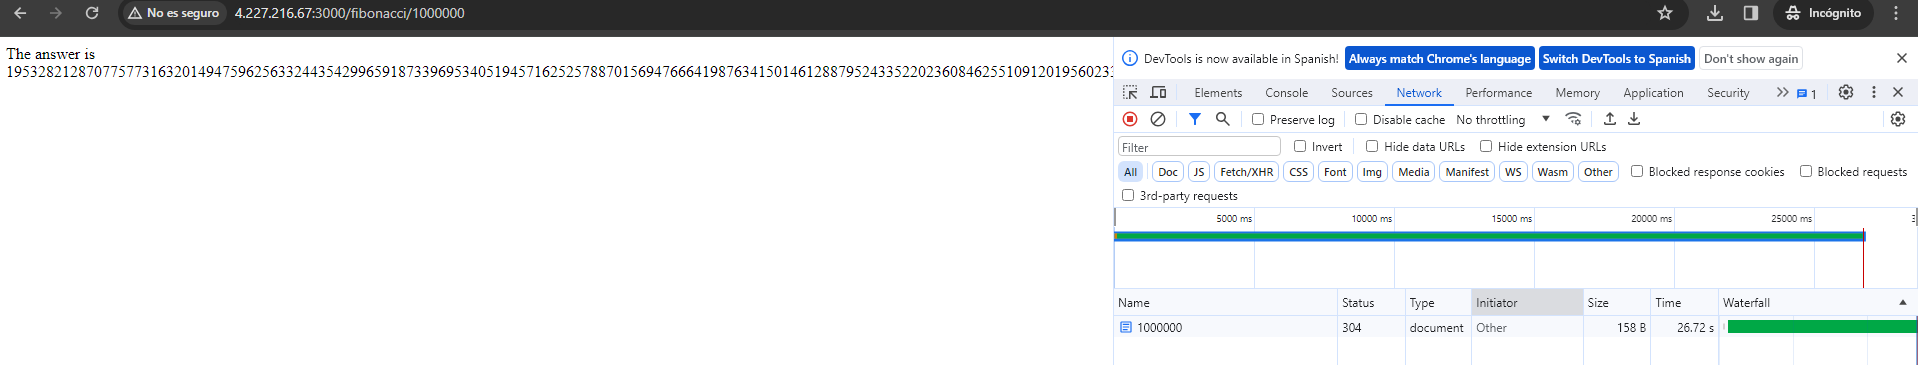 No es seguro 4.227.216.67:3000/fibonacci/1000000 Incógnito
The answer is
DevTools is now available in Spanish! Always match Chrome's language Switch DevTools to Spanish Don't show again
Elements Console Sources Network Performance Memory Application Security 1
Preserve log Disable cache No throttling
Filter Invert Hide data URLs Hide extension URLs
All Doc JS Fetch/XHR CSS Font Img Media Manifest WS Wasm Other Blocked response cookies Blocked requests
3rd-party requests
5000 ms 10000 ms 15000 ms 20000 ms 25000 ms
Name Status Type Initiator Size Time Waterfall
1000000 304 document Other 158 B 26.72 s